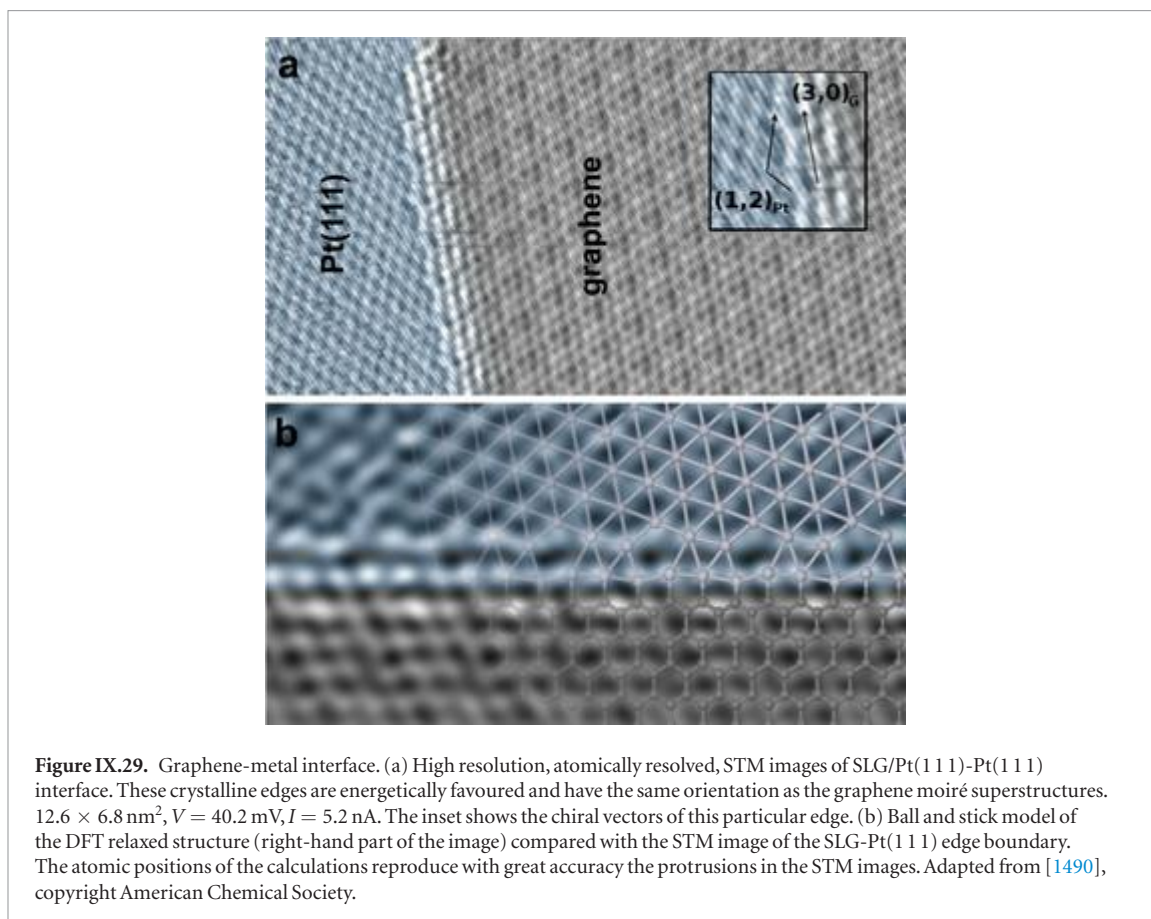 a
Pt(111)
graphene
(3,0)G
(1,2)Pt
b
Figure IX.29. Graphene-metal interface. (a) High resolution, atomically resolved, STM images of SLG/Pt(1 1 1)-Pt(1 1 1)
interface. These crystalline edges are energetically favoured and have the same orientation as the graphene moiré superstructures.
12.6 × 6.8 nm², V = 40.2 mV, I = 5.2 nA. The inset shows the chiral vectors of this particular edge. (b) Ball and stick model of
the DFT relaxed structure (right-hand part of the image) compared with the STM image of the SLG-Pt(1 1 1) edge boundary.
The atomic positions of the calculations reproduce with great accuracy the protrusions in the STM images. Adapted from [1490],
copyright American Chemical Society.